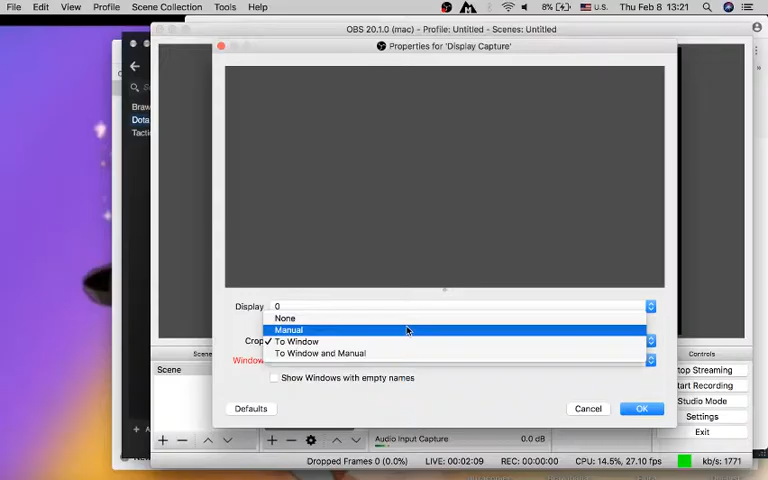 File Edit View Profile Scene Collection Tools Help 8% U.S. Thu Feb 8 13:21
OBS 20.1.0 (mac) - Profile: Untitled - Scenes: Untitled
Properties for 'Display Capture'
Braw
Dota
Tactic
Display 0
None
Manual
Crop ✓ To Window
To Window and Manual
Window
Show Windows with empty names
Defaults Cancel OK
Scene
Scene
Audio Input Capture 0.0 dB
Controls
top Streaming
tart Recording
Studio Mode
Settings
Exit
Dropped Frames 0 (0.0%) LIVE: 00:02:09 REC: 00:00:00 CPU: 14.5%, 27.10 fps kb/s: 1771